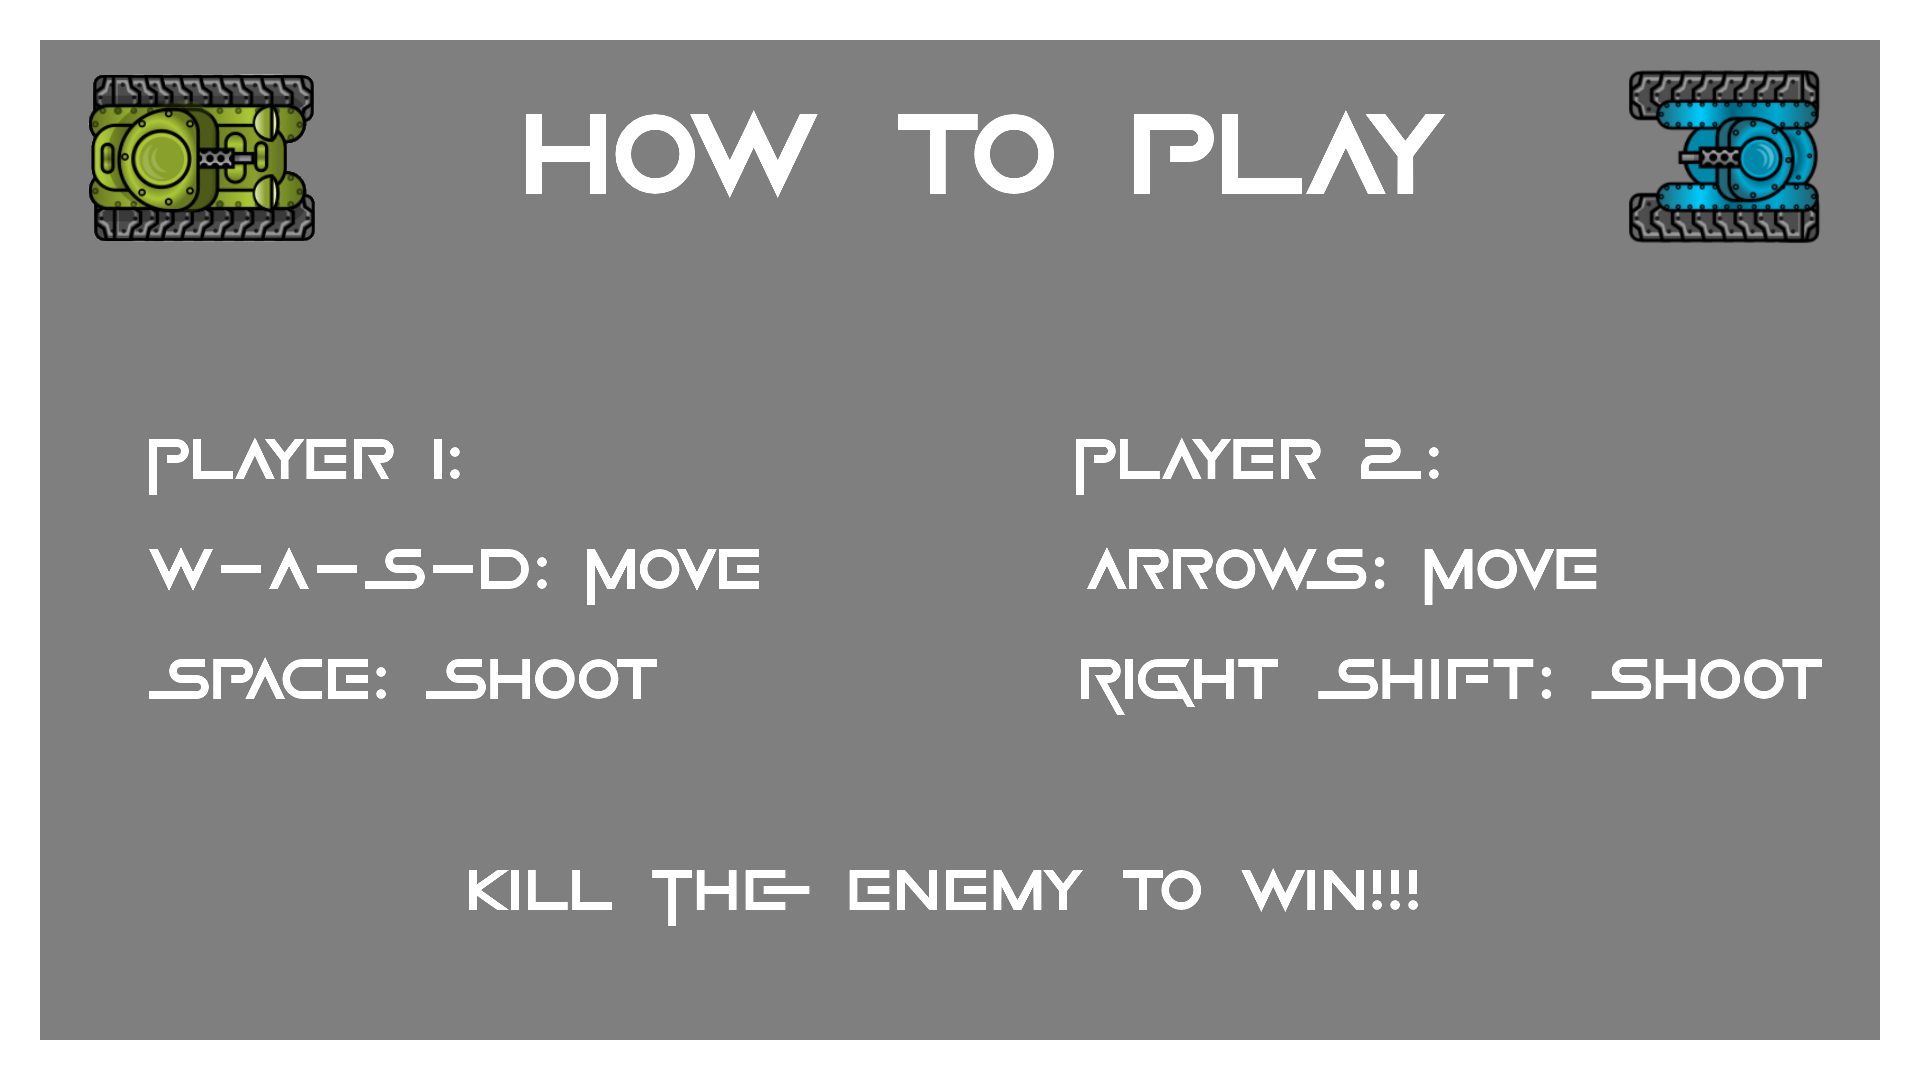 HOW TO PLAY
PLAYER 1:
W-A-S-D: MOVE
SPACE: SHOOT
PLAYER 2:
ARROWS: MOVE
RIGHT SHIFT: SHOOT
KILL THE ENEMY TO WIN!!!